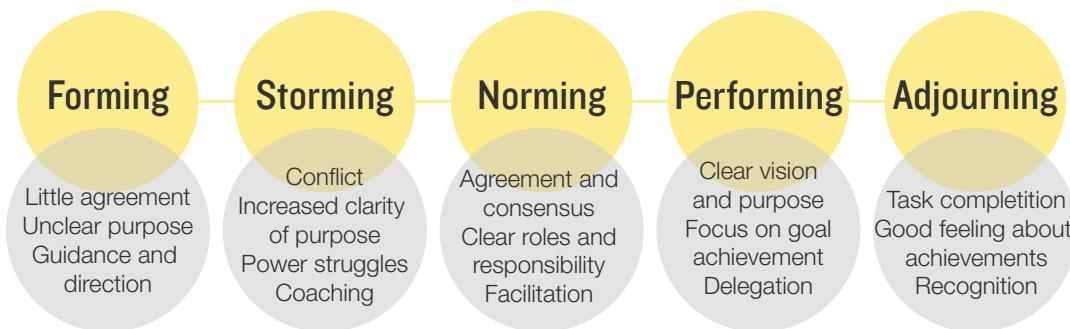 Forming
Little agreement
Unclear purpose
Guidance and
direction
Storming
Conflict
Increased clarity
of purpose
Power struggles
Coaching
Norming
Agreement and
consensus
Clear roles and
responsibility
Facilitation
Performing
Clear vision
and purpose
Focus on goal
achievement
Delegation
Adjourning
Task completition
Good feeling about
achievements
Recognition